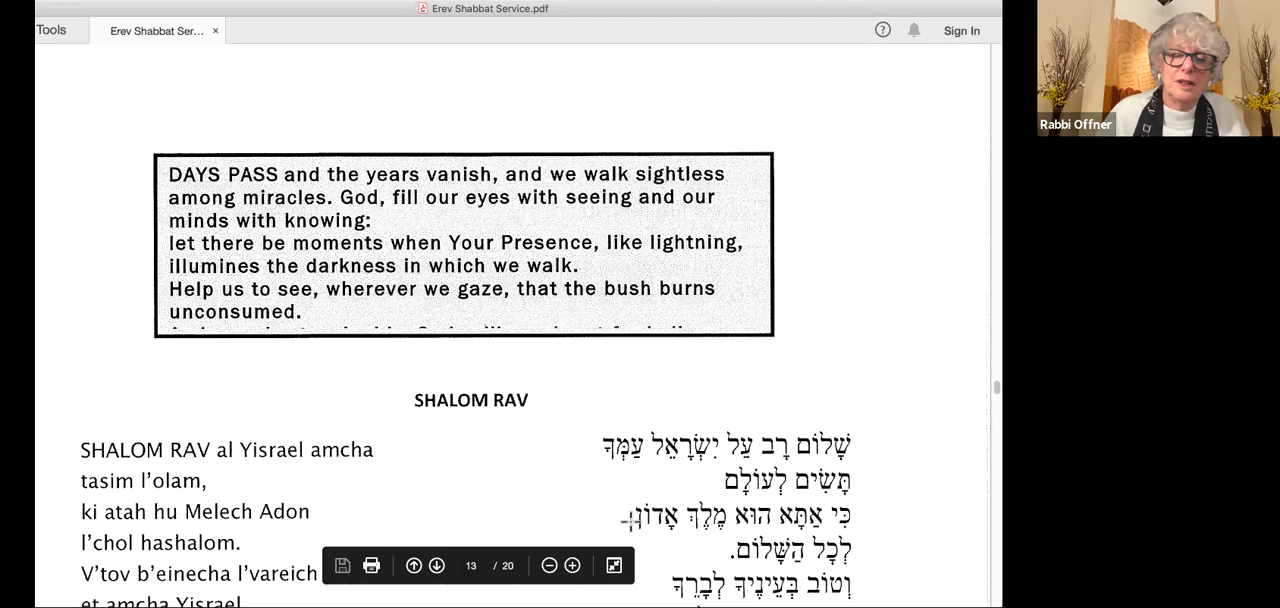 Erev Shabbat Service.pdf
Tools
Erev Shabbat Ser... ×
Sign In
Rabbi Offner
DAYS PASS and the years vanish, and we walk sightless
among miracles. God, fill our eyes with seeing and our
minds with knowing:
let there be moments when Your Presence, like lightning,
illumines the darkness in which we walk.
Help us to see, wherever we gaze, that the bush burns
unconsumed.
SHALOM RAV
SHALOM RAV al Yisrael amcha
tasim l'olam,
ki atah hu Melech Adon
l'chol hashalom.
V'tov b'einecha l'vareich
et amcha Yisrael
שָׁלוֹם רָב עַל יִשְׂרָאֵל עַמְּךָ
תָּשִׂים לְעוֹלָם
כִּי אַתָּא הוּא מֶלֶךְ אָדוֹן
לְכָל הַשָּׁלוֹם.
וְטוֹב בְּעֵינֶיךָ לְבָרֵךְ
13 / 20